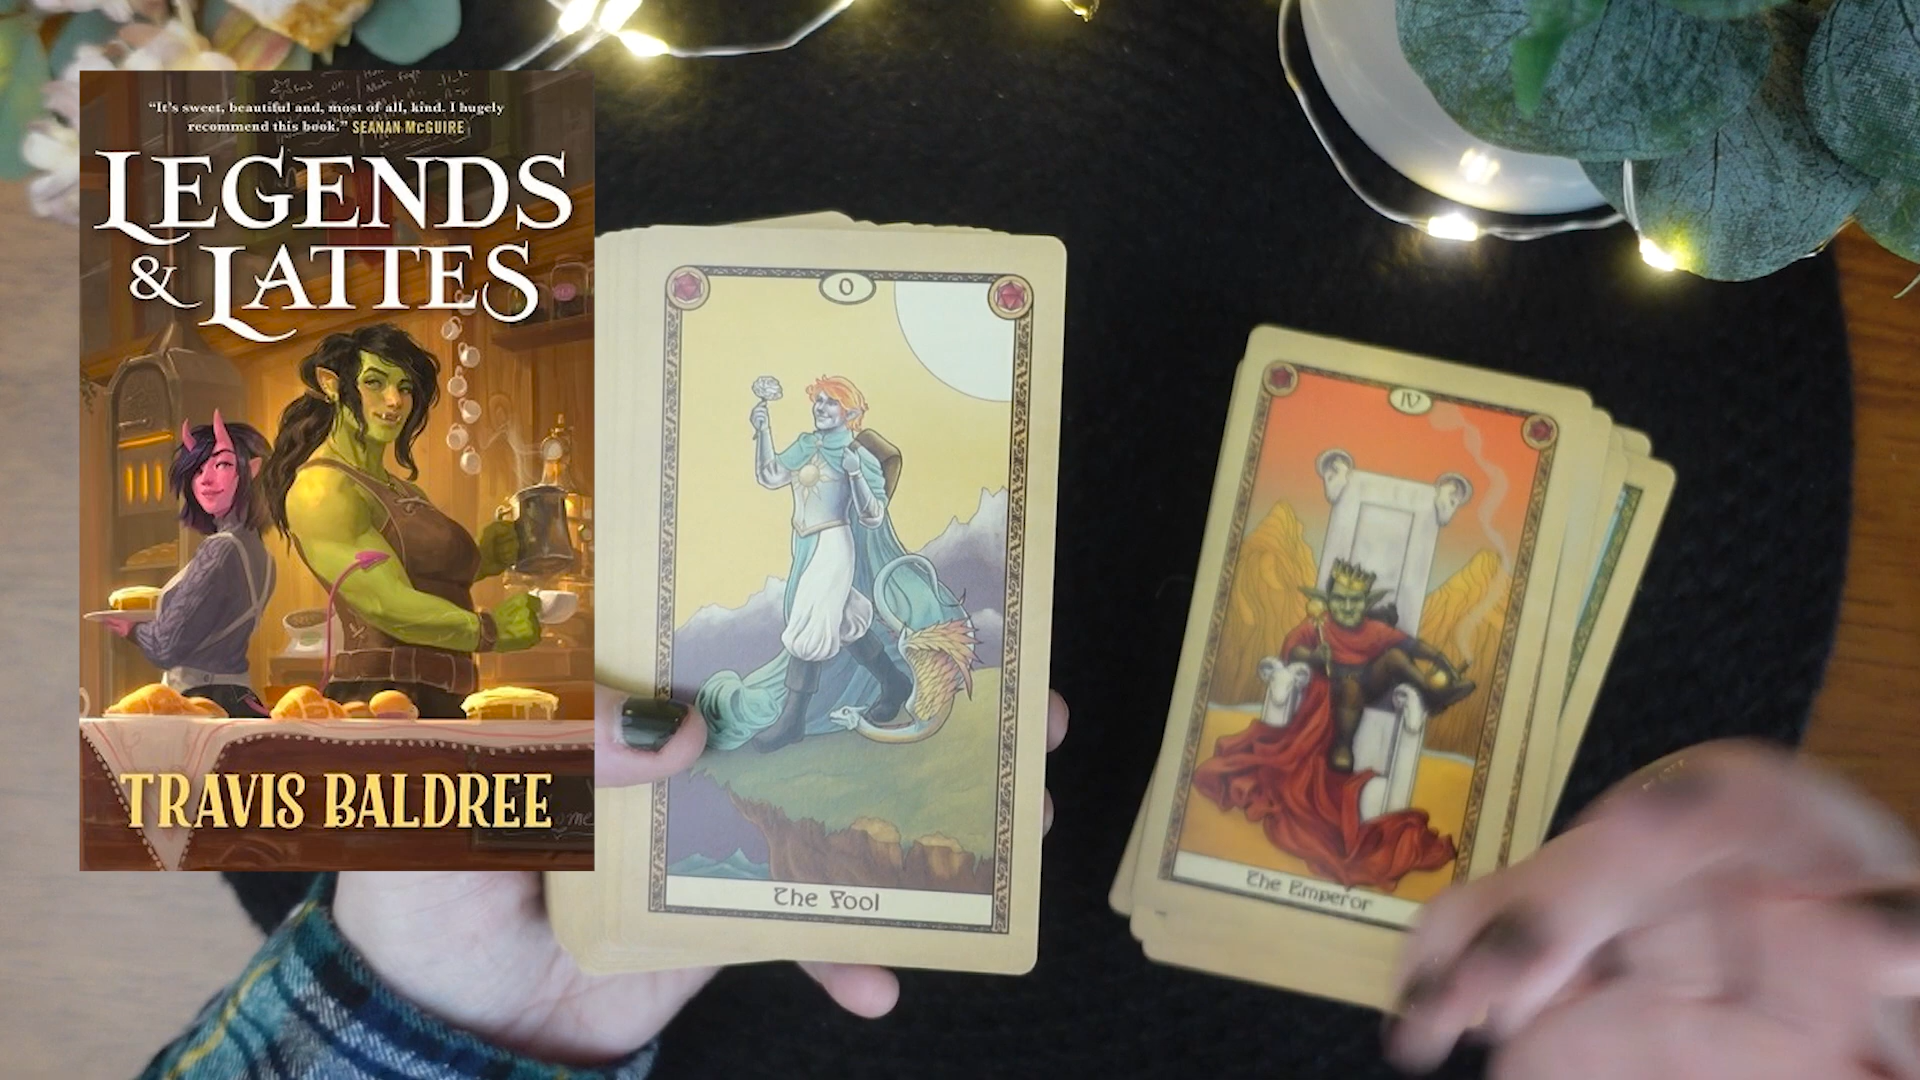 “It’s sweet, beautiful and, most of all, kind. I hugely
recommend this book.” SEANAN McGUIRE
LEGENDS
& LATTES
TRAVIS BALDREE
0
The Fool
IV
The Emperor